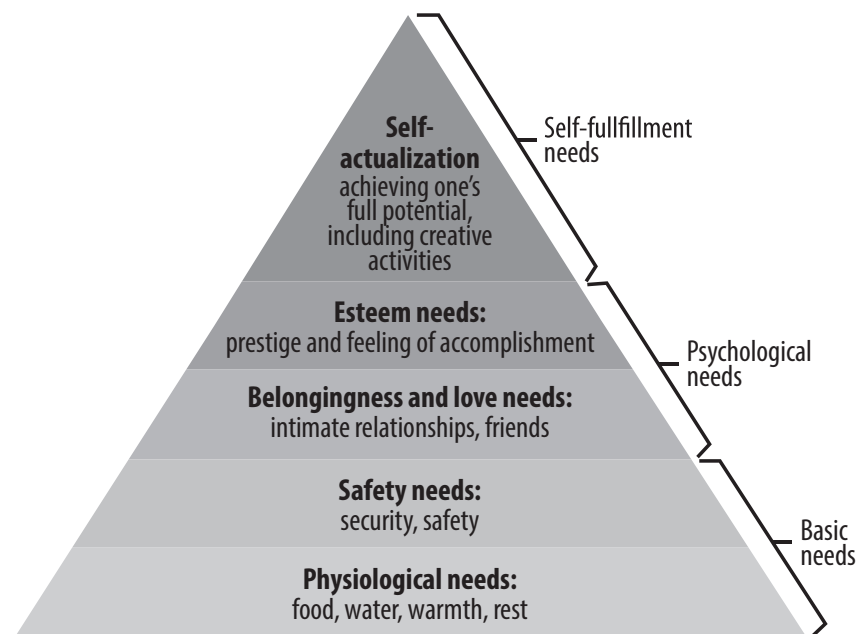 Self-
actualization
achieving one's
full potential,
including creative
activities
Self-fullfillment
needs
Esteem needs:
prestige and feeling of accomplishment
Psychological
needs
Belongingness and love needs:
intimate relationships, friends
Safety needs:
security, safety
Basic
needs
Physiological needs:
food, water, warmth, rest